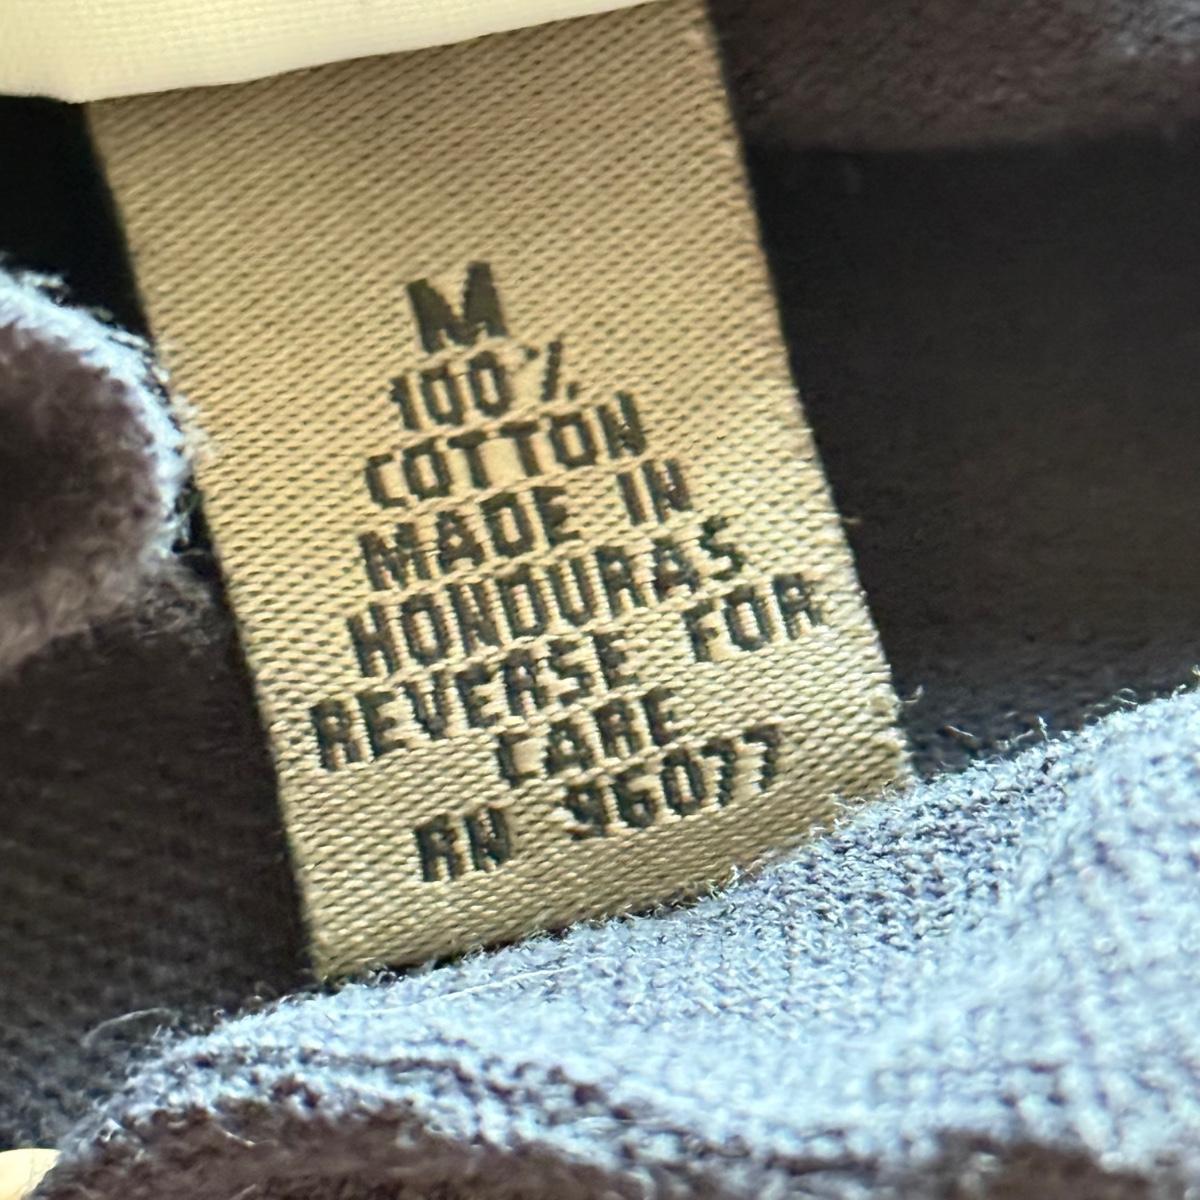 M
100%
COTTON
MADE IN
HONDURAS
REVERSE FOR
CARE
RN 96077